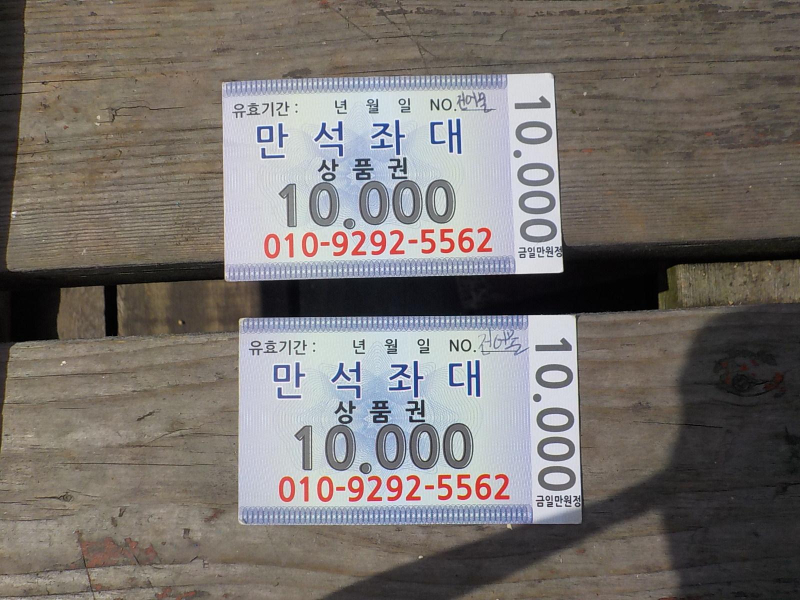 유효기간 : 년 월 일 NO.
만 석 좌 대
상 품 권
10.000
010-9292-5562
10.000
금일만원정
유효기간 : 년 월 일 NO.
만 석 좌 대
상 품 권
10.000
010-9292-5562
10.000
금일만원정